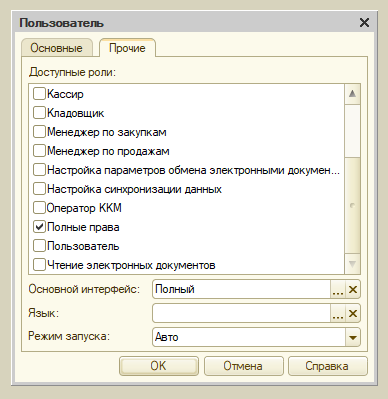 Пользователь
Основные Прочие
Доступные роли:
Кассир
Кладовщик
Менеджер по закупкам
Менеджер по продажам
Настройка параметров обмена электронными докумен...
Настройка синхронизации данных
Оператор ККМ
Полные права
Пользователь
Чтение электронных документов
Основной интерфейс: Полный ...
Язык: ...
Режим запуска: Авто
OK Отмена Справка